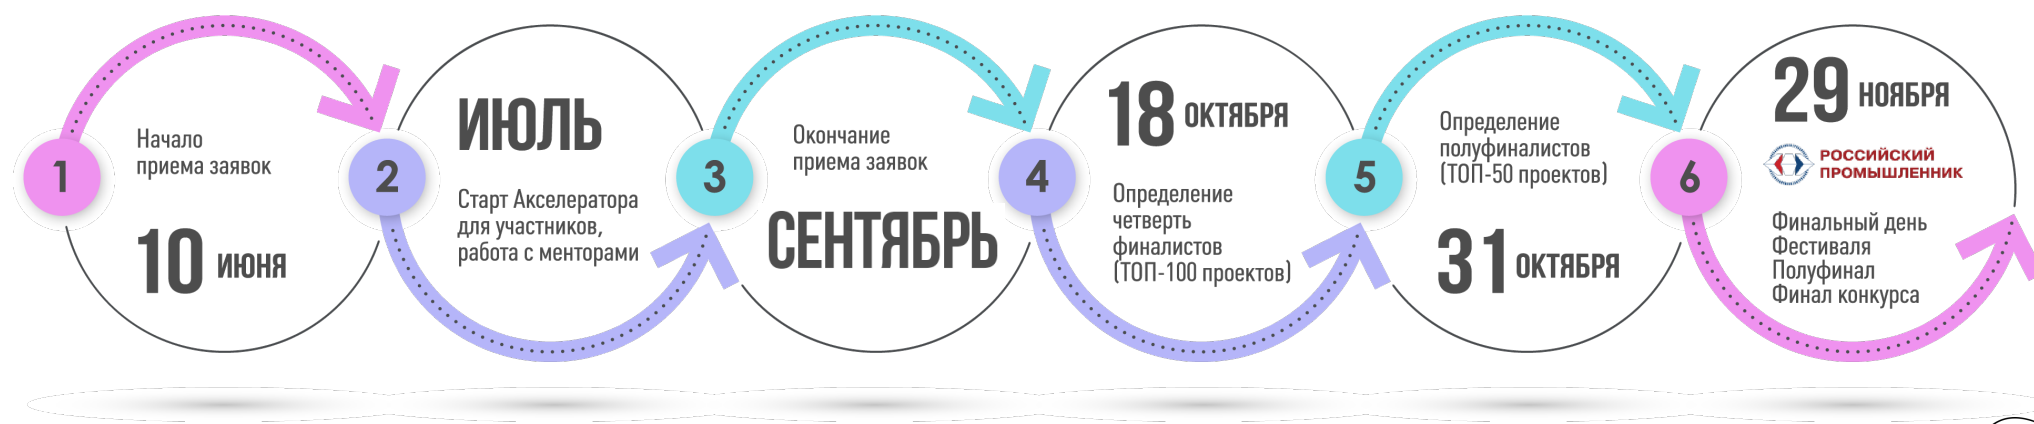 1
Начало
приема заявок
10 ИЮНЯ
2
ИЮЛЬ
Старт Акселератора
для участников,
работа с менторами
3
Окончание
приема заявок
СЕНТЯБРЬ
4
18 ОКТЯБРЯ
Определение
четверть
финалистов
(ТОП-100 проектов)
5
Определение
полуфиналистов
(ТОП-50 проектов)
31 ОКТЯБРЯ
6
29 НОЯБРЯ
РОССИЙСКИЙ
ПРОМЫШЛЕННИК
Финальный день
Фестиваля
Полуфинал
Финал конкурса